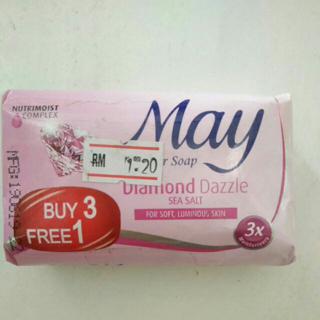 NUTRIMOIST
COMPLEX
May
Soap
RM 1.20
Diamond Dazzle
SEA SALT
FOR SOFT, LUMINOUS SKIN
BUY 3
FREE 1
3x
Moisturisers